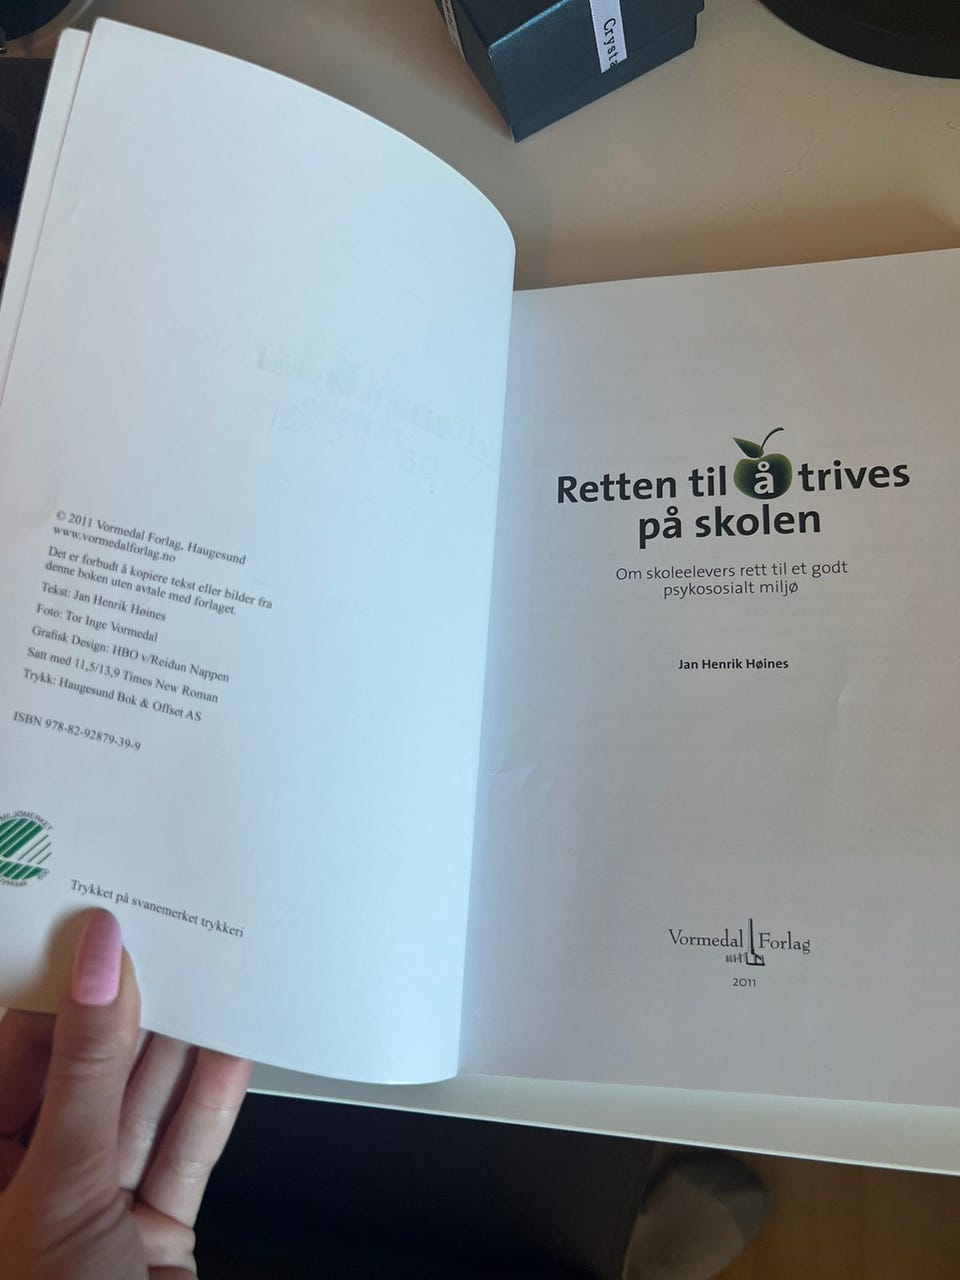 Cryst
© 2011 Vormedal Forlag, Haugesund
www.vormedalforlag.no
Det er forbudt å kopiere tekst eller bilder fra
denne boken uten avtale med forlaget.
Tekst: Jan Henrik Høines
Foto: Tor Inge Vormedal
Grafisk Design: HBO v/Reidun Nappen
Satt med 11,5/13,9 Times New Roman
Trykk: Haugesund Bok & Offset AS
ISBN 978-82-92879-39-9
MILJØMERKET
Trykket på svanemerket trykkeri
Retten til å trives
på skolen
Om skoleelevers rett til et godt
psykososialt miljø
Jan Henrik Høines
Vormedal Forlag
2011